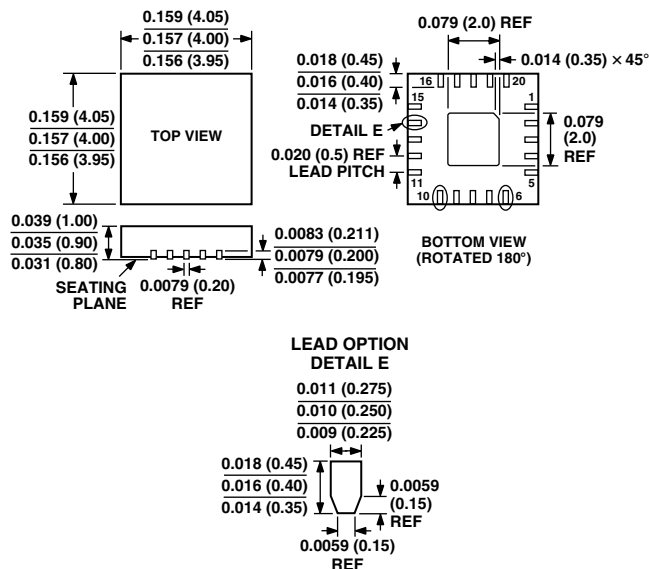 0.159 (4.05)
0.157 (4.00)
0.156 (3.95)
0.159 (4.05)
0.157 (4.00)
0.156 (3.95)
TOP VIEW
0.079 (2.0)
REF
0.018 (0.45)
0.016 (0.40)
0.014 (0.35)
0.014 (0.35) × 45°
16
20
15
1
DETAIL E
0.079
(2.0)
REF
0.020 (0.5) REF
LEAD PITCH
11
5
10
6
BOTTOM VIEW
(ROTATED 180°)
0.039 (1.00)
0.035 (0.90)
0.031 (0.80)
SEATING
PLANE
0.0079 (0.20)
REF
0.0083 (0.211)
0.0079 (0.200)
0.0077 (0.195)
LEAD OPTION
DETAIL E
0.011 (0.275)
0.010 (0.250)
0.009 (0.225)
0.018 (0.45)
0.016 (0.40)
0.014 (0.35)
0.0059
(0.15)
REF
0.0059 (0.15)
REF